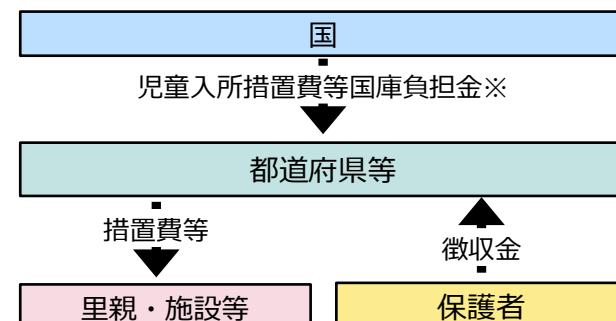 国
児童入所措置費等国庫負担金※
都道府県等
措置費等
徴収金
里親・施設等
保護者